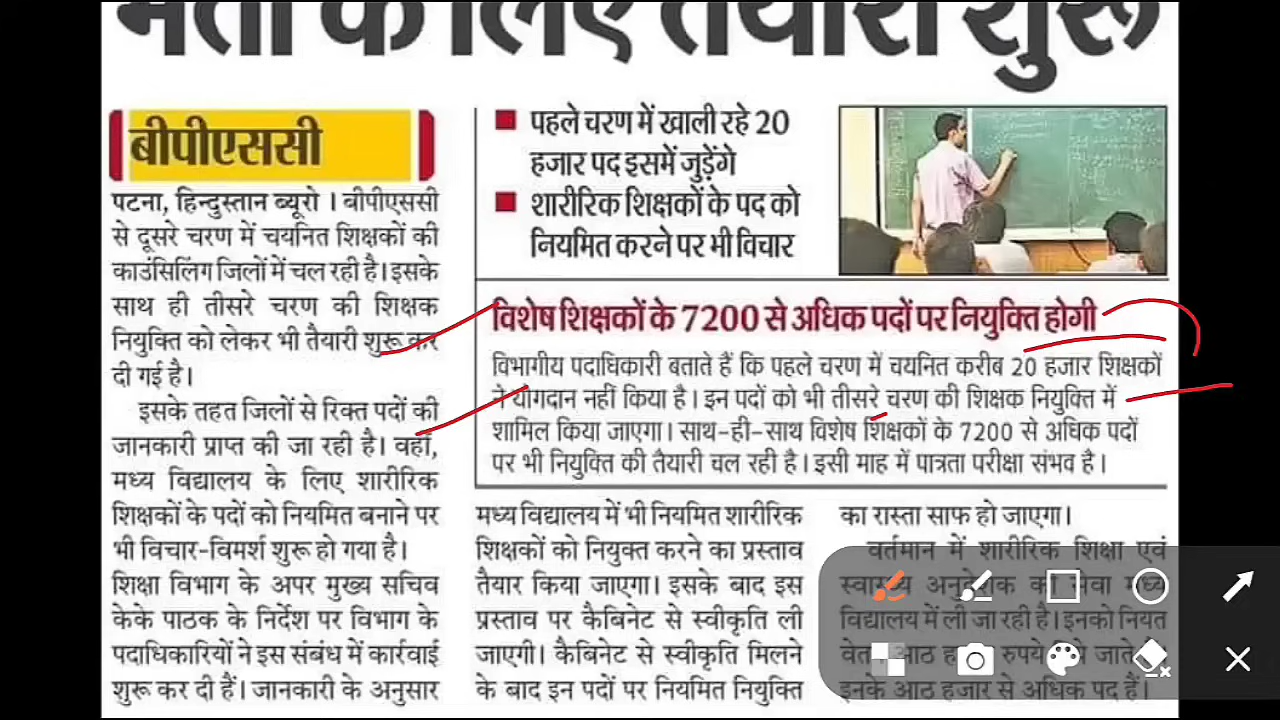 भर्ती के लिए तैयारी शुरू
बीपीएससी
पटना, हिन्दुस्तान ब्यूरो । बीपीएससी
से दूसरे चरण में चयनित शिक्षकों की
काउंसिलिंग जिलों में चल रही है। इसके
साथ ही तीसरे चरण की शिक्षक
नियुक्ति को लेकर भी तैयारी शुरू कर
दी गई है।
इसके तहत जिलों से रिक्त पदों की
जानकारी प्राप्त की जा रही है। वहीं,
मध्य विद्यालय के लिए शारीरिक
शिक्षकों के पदों को नियमित बनाने पर
भी विचार-विमर्श शुरू हो गया है।
शिक्षा विभाग के अपर मुख्य सचिव
केके पाठक के निर्देश पर विभाग के
पदाधिकारियों ने इस संबंध में कार्रवाई
शुरू कर दी हैं। जानकारी के अनुसार
पहले चरण में खाली रहे 20
हजार पद इसमें जुड़ेंगे
शारीरिक शिक्षकों के पद को
नियमित करने पर भी विचार
विशेष शिक्षकों के 7200 से अधिक पदों पर नियुक्ति होगी
विभागीय पदाधिकारी बताते हैं कि पहले चरण में चयनित करीब 20 हजार शिक्षकों
ने योगदान नहीं किया है। इन पदों को भी तीसरे चरण की शिक्षक नियुक्ति में
शामिल किया जाएगा। साथ-ही-साथ विशेष शिक्षकों के 7200 से अधिक पदों
पर भी नियुक्ति की तैयारी चल रही है। इसी माह में पात्रता परीक्षा संभव है।
मध्य विद्यालय में भी नियमित शारीरिक
शिक्षकों को नियुक्त करने का प्रस्ताव
तैयार किया जाएगा। इसके बाद इस
प्रस्ताव पर कैबिनेट से स्वीकृति ली
जाएगी। कैबिनेट से स्वीकृति मिलने
के बाद इन पदों पर नियमित नियुक्ति
का रास्ता साफ हो जाएगा।
वर्तमान में शारीरिक शिक्षा एवं
स्वास्थ्य अनुदेशक की सेवा मध्य
विद्यालय में ली जा रही है। इनको नियत
आठ रुपये जाते
इनके आठ हजार से अधिक पद हैं।